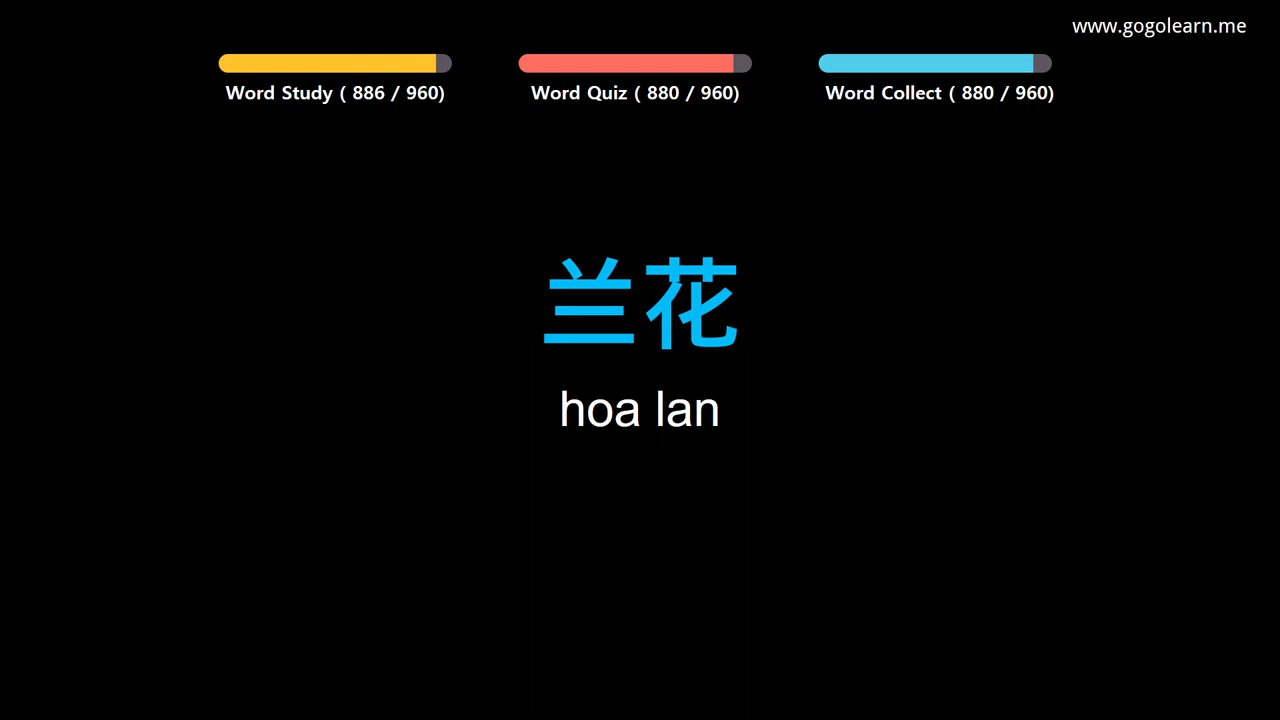 www.gogolearn.me
Word Study ( 886 / 960)
Word Quiz ( 880 / 960)
Word Collect ( 880 / 960)
兰花
hoa lan